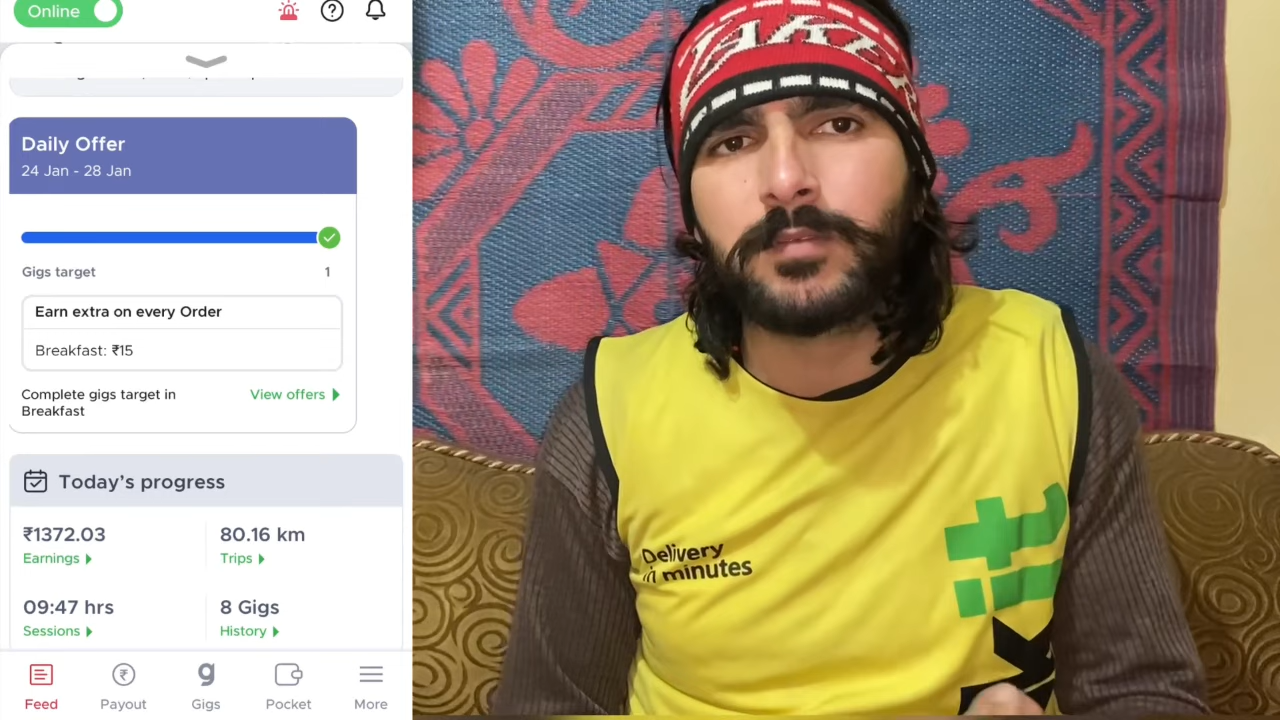 Online
Daily Offer
24 Jan - 28 Jan
Gigs target 1
Earn extra on every Order
Breakfast: ₹15
Complete gigs target in
Breakfast
View offers
Today's progress
₹1372.03
Earnings
80.16 km
Trips
09:47 hrs
Sessions
8 Gigs
History
Feed
Payout
g
Gigs
Pocket
More
Delivery
in minutes